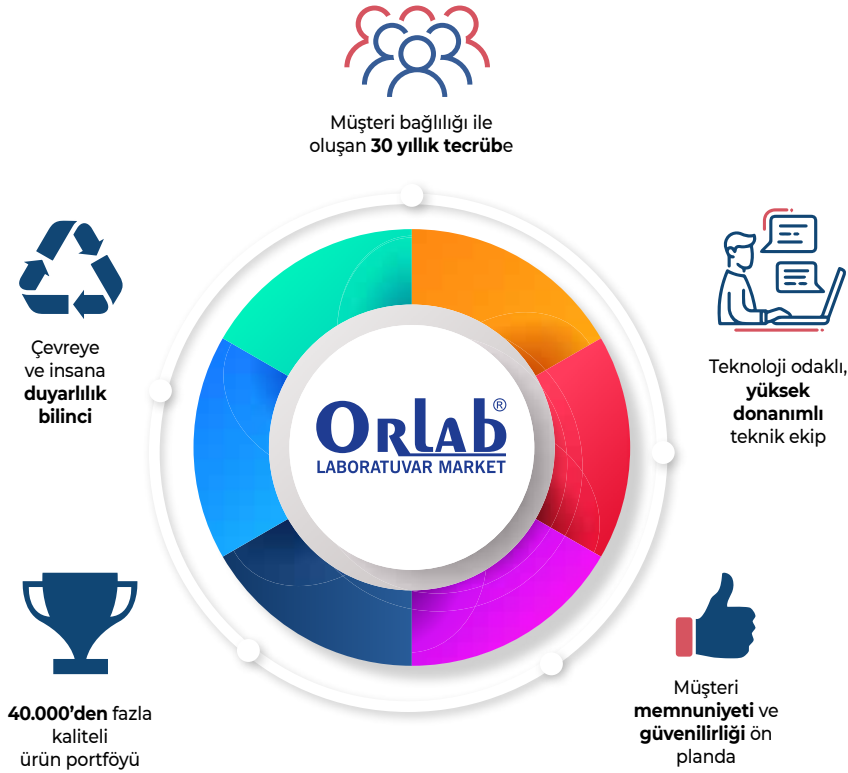 Müşteri bağlılığı ile
oluşan 30 yıllık tecrübe
Çevreye
ve insana
duyarlılık
bilinci
Teknoloji odaklı,
yüksek
donanımlı
teknik ekip
ORLAb®
LABORATUVAR MARKET
40.000’den fazla
kaliteli
ürün portföyü
Müşteri
memnuniyeti ve
güvenilirliği ön
planda